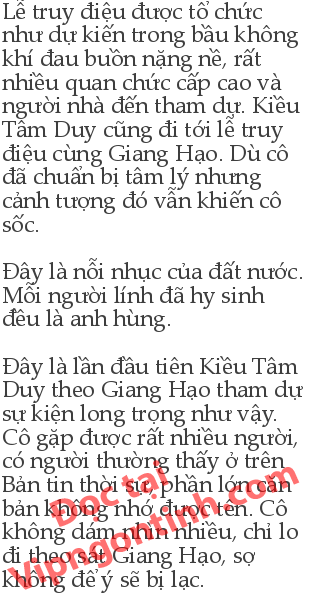 Lễ truy điệu được tổ chức
như dự kiến trong bầu không
khí đau buồn nặng nề, rất
nhiều quan chức cấp cao và
người nhà đến tham dự. Kiều
Tâm Duy cũng đi tới lễ truy
điệu cùng Giang Hạo. Dù cô
đã chuẩn bị tâm lý nhưng
cảnh tượng đó vẫn khiến cô
sốc.
Đây là nỗi nhục của đất nước.
Mỗi người lính đã hy sinh
đều là anh hùng.
Đây là lần đầu tiên Kiều Tâm
Duy theo Giang Hạo tham dự
sự kiện long trọng như vậy.
Cô gặp được rất nhiều người,
có người thường thấy ở trên
Bản tin thời sự, phần lớn căn
bản không nhớ được tên. Cô
không dám nhìn nhiều, chỉ lo
đi theo sát Giang Hạo, sợ
không để ý sẽ bị lạc.
Đọc tại
Vipngontinh.com